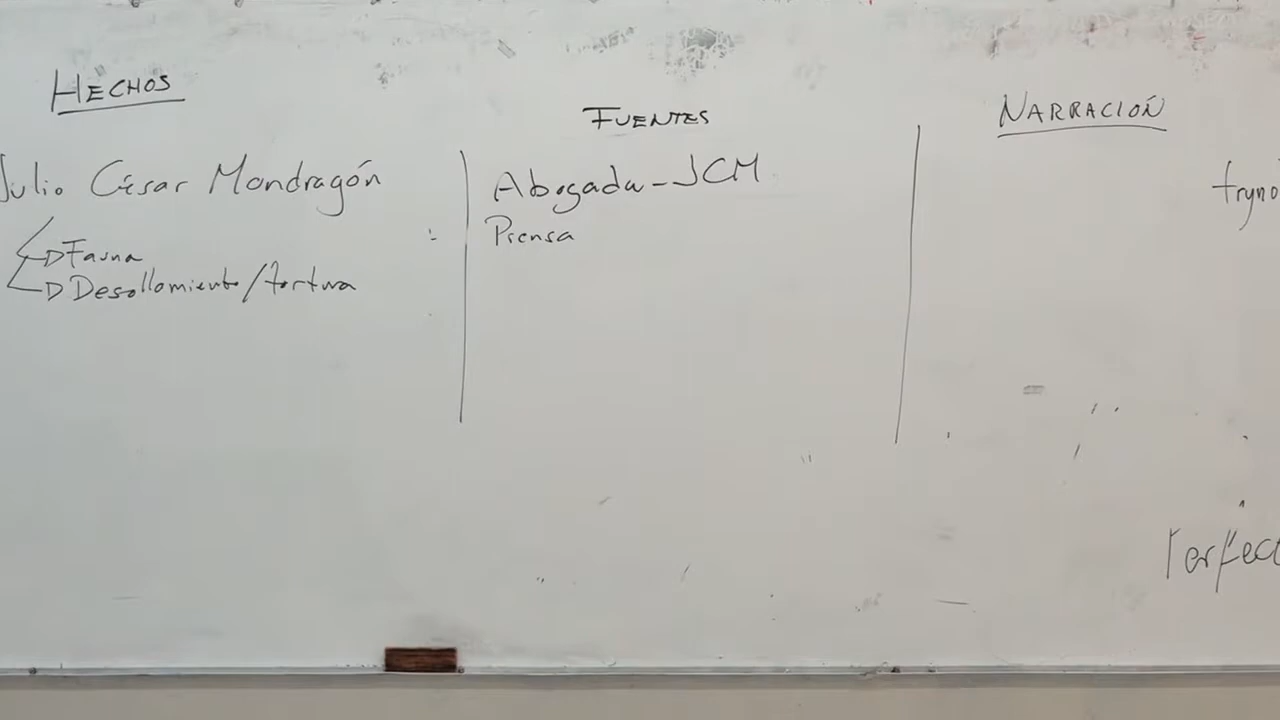 HECHOS
Julio César Mondragón
Fauna
Desollamiento/tortura
FUENTES
Abogada-JCM
Prensa
NARRACIÓN